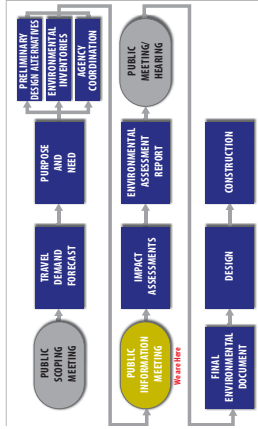 PUBLIC
SCOPING
MEETING
TRAVEL
DEMAND
FORECAST
PURPOSE
AND
NEED
PRELIMINARY
DESIGN ALTERNATIVES
ENVIRONMENTAL
INVENTORIES
AGENCY
COORDINATION
PUBLIC
INFORMATION
MEETING
We are Here
IMPACT
ASSESSMENTS
ENVIRONMENTAL
ASSESSMENT
REPORT
PUBLIC
MEETING/
HEARING
FINAL
ENVIRONMENTAL
DOCUMENT
DESIGN
CONSTRUCTION